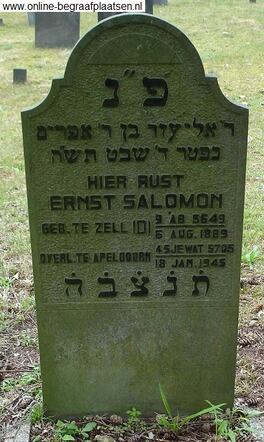 www.online-begraafplaatsen.nl
פ"נ
ר' אליעזר בן ר' אפרים
נפטר ד' שבט תש"ה
HIER RUST
ERNST SALOMON
GEB. TE ZELL (D) 9 AB 5649
6 AUG. 1889
OVERL. TE APELDOORN 4 SJEWAT 5705
18 JAN. 1945
ת נ צ ב ה